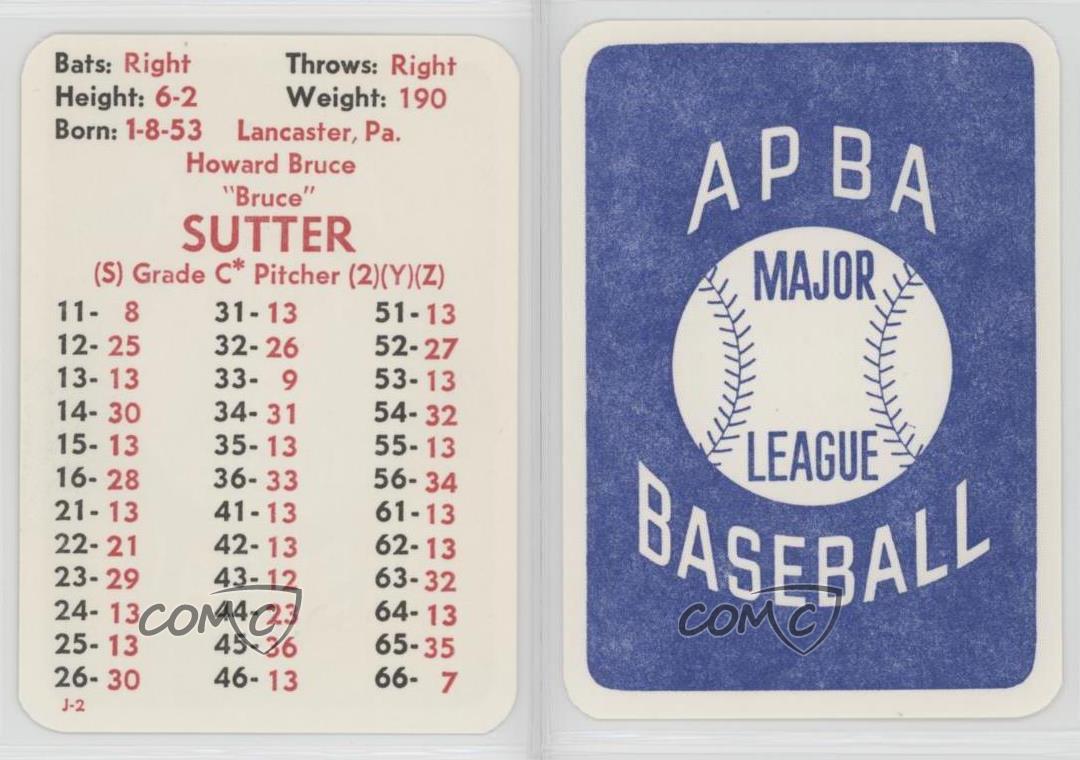 Bats: Right Throws: Right
Height: 6-2 Weight: 190
Born: 1-8-53 Lancaster, Pa.
Howard Bruce
"Bruce"
SUTTER
(S) Grade C* Pitcher (2)(Y)(Z)
11- 8 31-13 51-13
12-25 32-26 52-27
13-13 33- 9 53-13
14-30 34-31 54-32
15-13 35-13 55-13
16-28 36-33 56-34
21-13 41-13 61-13
22-21 42-13 62-13
23-29 43-12 63-32
24-13 44-23 64-13
25-13 45-36 65-35
26-30 46-13 66- 7
J-2
COMC
APBA
MAJOR
LEAGUE
BASEBALL
COMC